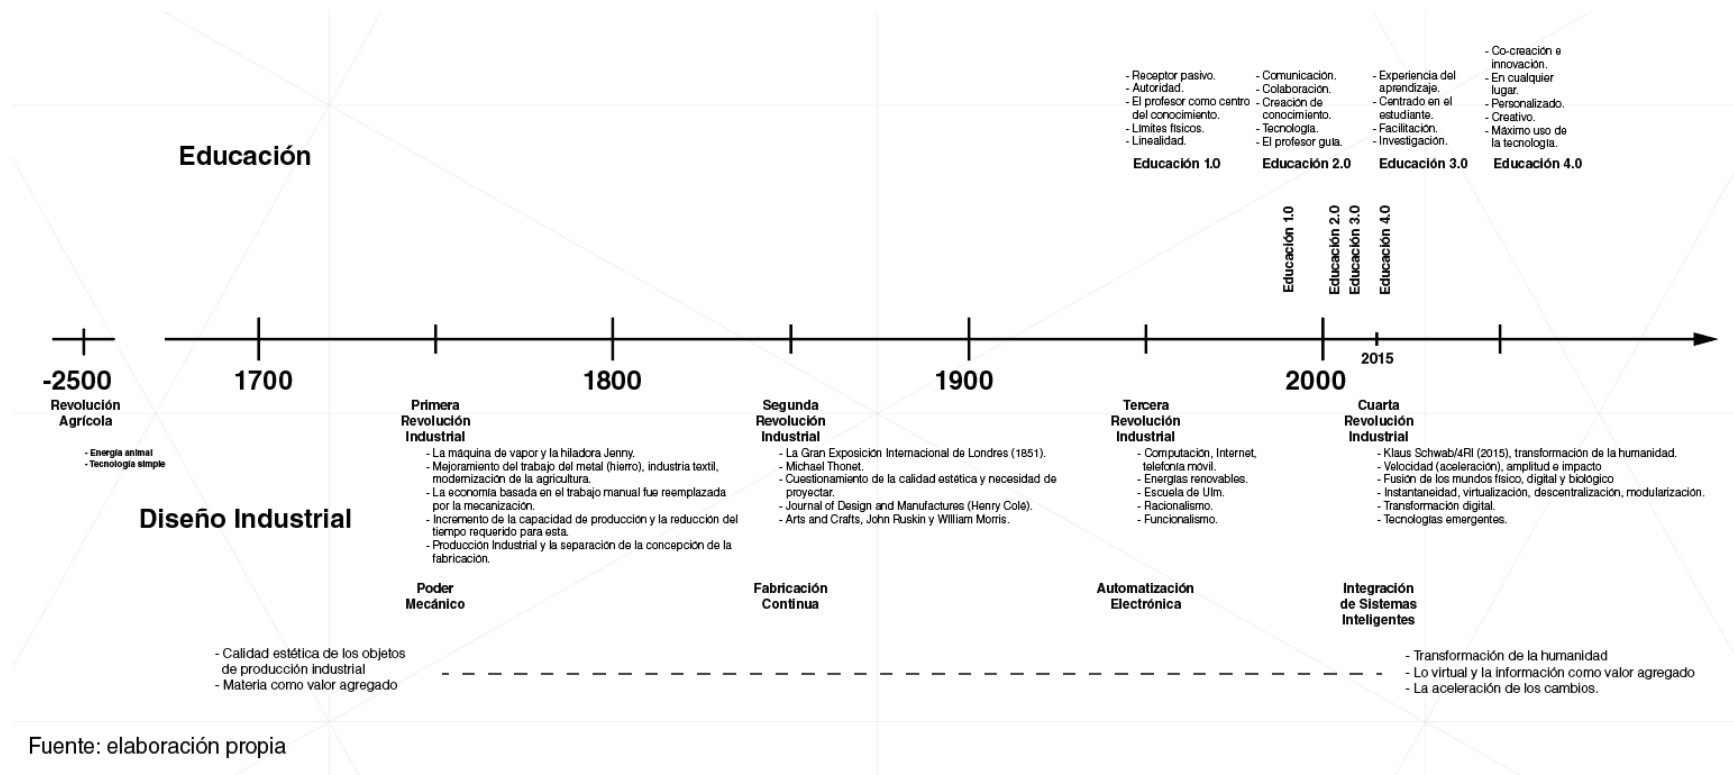 - Receptor pasivo.
- Autoridad.
- El profesor como centro
del conocimiento.
- Límites físicos.
- Linealidad.
Educación 1.0
- Comunicación.
- Colaboración.
- Creación de
conocimiento.
- Tecnología.
- El profesor guía.
Educación 2.0
- Experiencia del
aprendizaje.
- Centrado en el
estudiante.
- Facilitación.
- Investigación.
Educación 3.0
- Co-creación e
innovación.
- En cualquier
lugar.
- Personalizado.
- Creativo.
- Máximo uso de
la tecnología.
Educación 4.0
Educación
Educación 1.0
Educación 2.0
Educación 3.0
Educación 4.0
-2500
1700
1800
1900
2000
2015
Revolución
Agrícola
- Energía animal
- Tecnología simple
Primera
Revolución
Industrial
- La máquina de vapor y la hiladora Jenny.
- Mejoramiento del trabajo del metal (hierro), industria textil,
modernización de la agricultura.
- La economía basada en el trabajo manual fue reemplazada
por la mecanización.
- Incremento de la capacidad de producción y la reducción del
tiempo requerido para esta.
- Producción Industrial y la separación de la concepción de la
fabricación.
Segunda
Revolución
Industrial
- La Gran Exposición Internacional de Londres (1851).
- Michael Thonet.
- Cuestionamiento de la calidad estética y necesidad de
proyectar.
- Journal of Design and Manufactures (Henry Cole).
- Arts and Crafts, John Ruskin y William Morris.
Tercera
Revolución
Industrial
- Computación, Internet,
telefonía móvil.
- Energías renovables.
- Escuela de Ulm.
- Racionalismo.
- Funcionalismo.
Cuarta
Revolución
Industrial
- Klaus Schwab/4RI (2015), transformación de la humanidad.
- Velocidad (aceleración), amplitud e impacto
- Fusión de los mundos físico, digital y biológico
- Instantaneidad, virtualización, descentralización, modularización.
- Transformación digital.
- Tecnologías emergentes.
Diseño Industrial
Poder
Mecánico
Fabricación
Continua
Automatización
Electrónica
Integración
de Sistemas
Inteligentes
- Calidad estética de los objetos
de producción industrial
- Materia como valor agregado
- Transformación de la humanidad
- Lo virtual y la información como valor agregado
- La aceleración de los cambios.
Fuente: elaboración propia